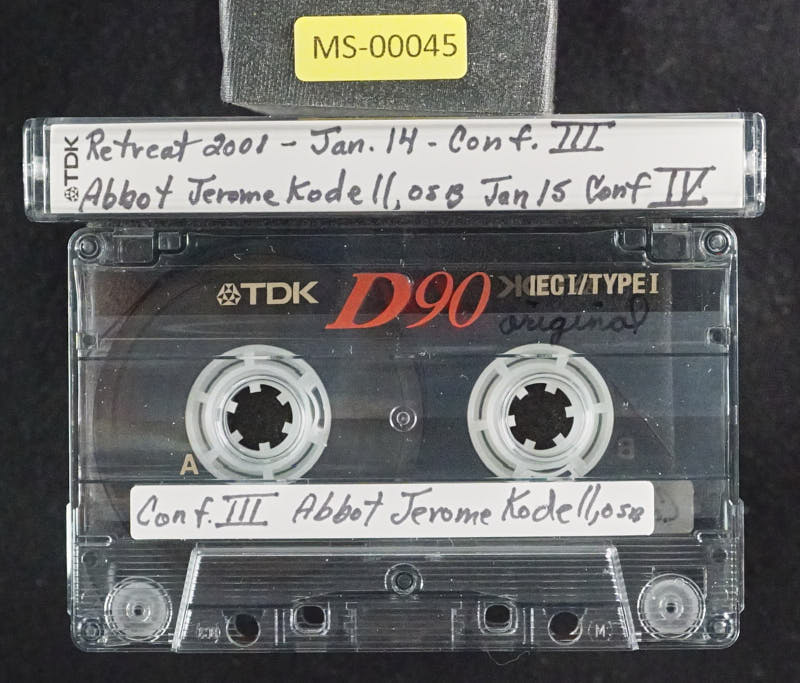 MS-00045
TDK
Retreat 2001 - Jan. 14 - Conf. III
Abbot Jerome Kodell, OSB Jan 15 Conf IV
TDK D90 IECI/TYPE I
original
A
B
Conf. III Abbot Jerome Kodell, OSB
(M)